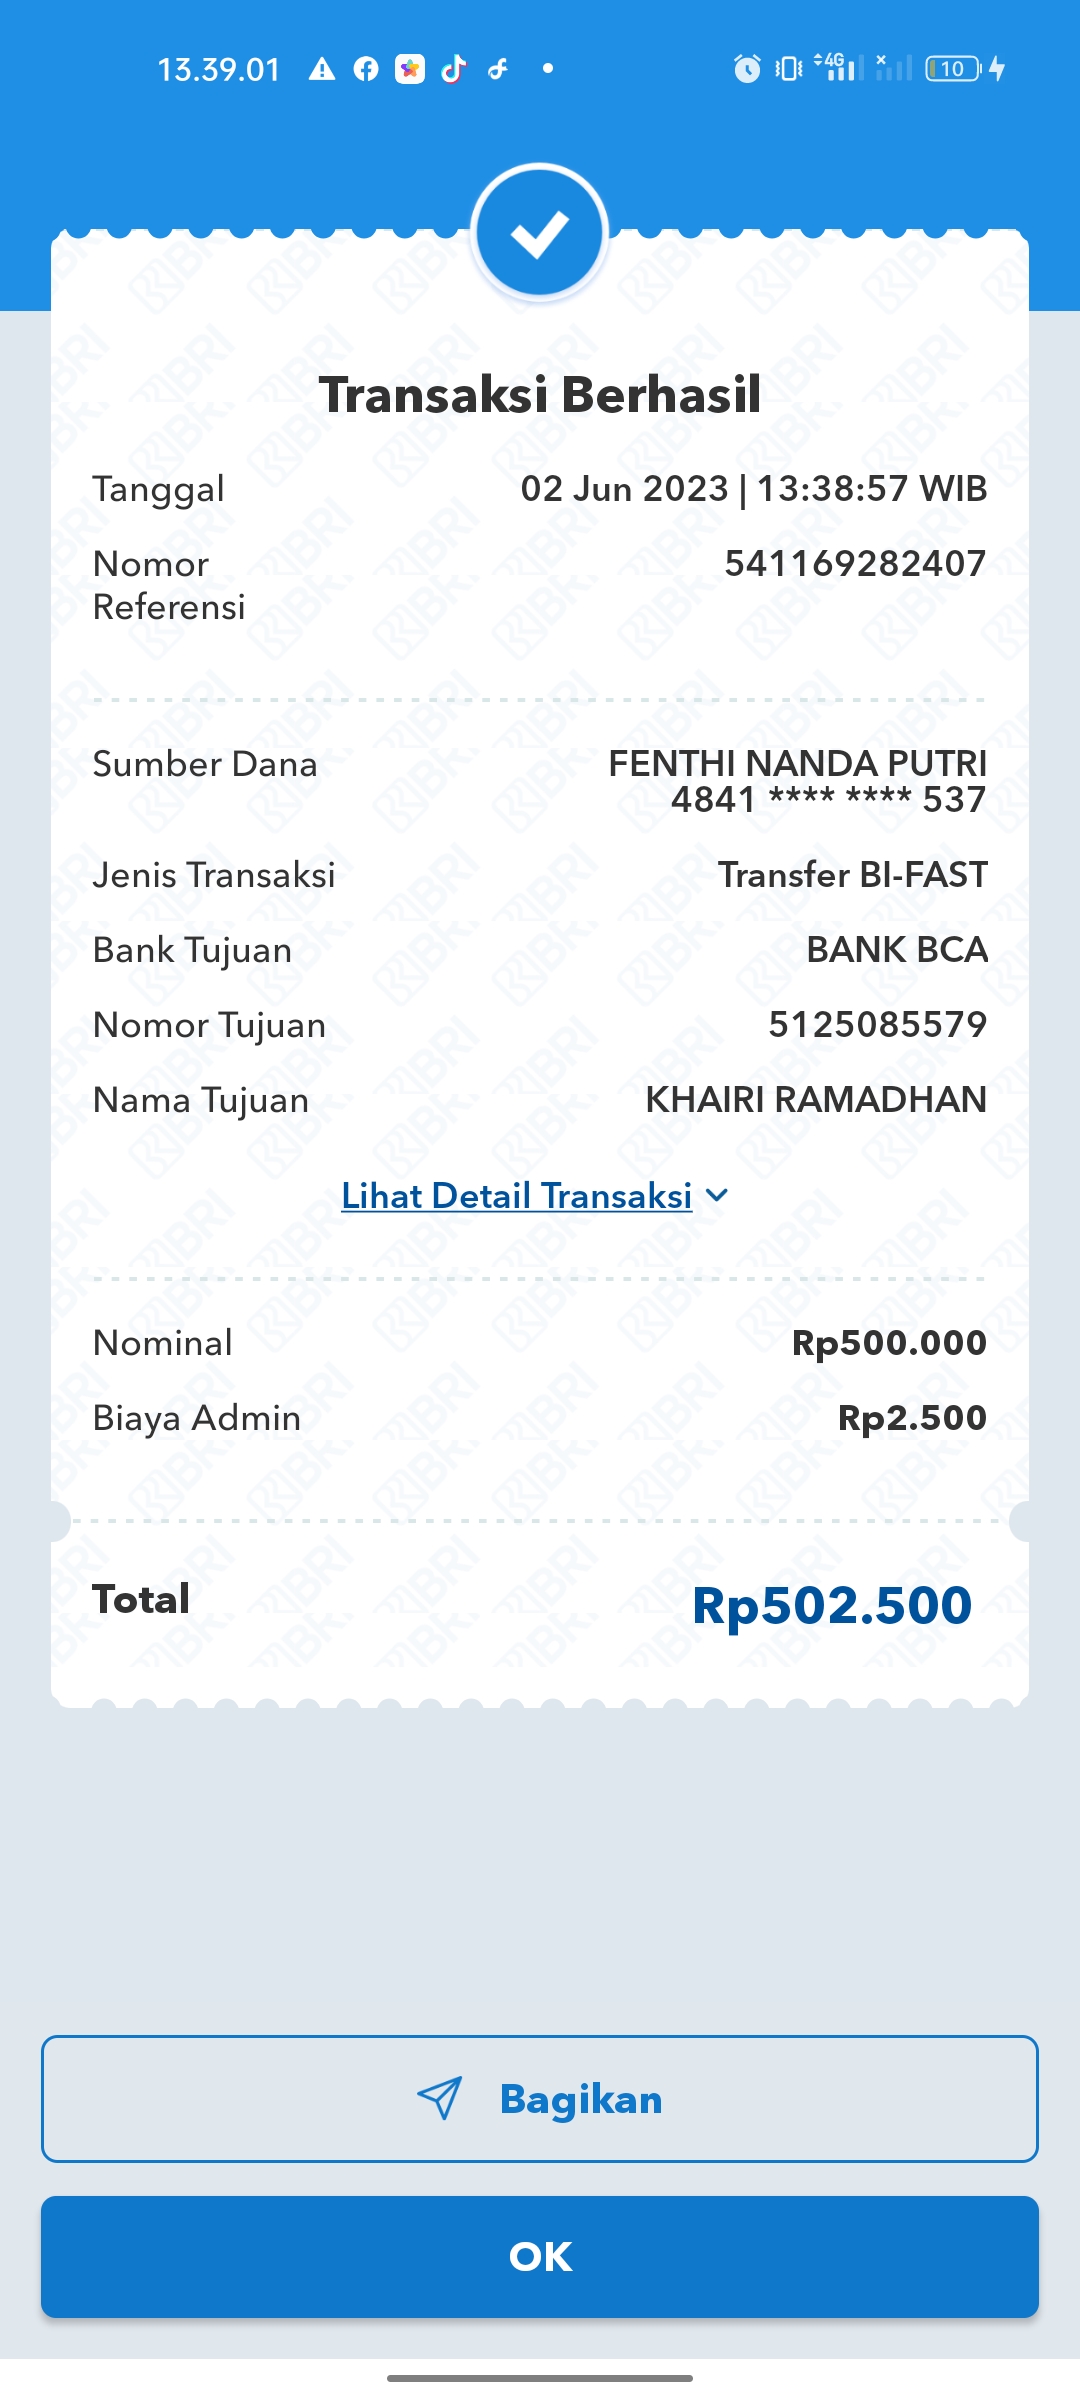 13.39.01
4G
10
Transaksi Berhasil
Tanggal 02 Jun 2023 | 13:38:57 WIB
Nomor Referensi 541169282407
Sumber Dana FENTHI NANDA PUTRI
4841 **** **** 537
Jenis Transaksi Transfer BI-FAST
Bank Tujuan BANK BCA
Nomor Tujuan 5125085579
Nama Tujuan KHAIRI RAMADHAN
Lihat Detail Transaksi
Nominal Rp500.000
Biaya Admin Rp2.500
Total Rp502.500
Bagikan
OK